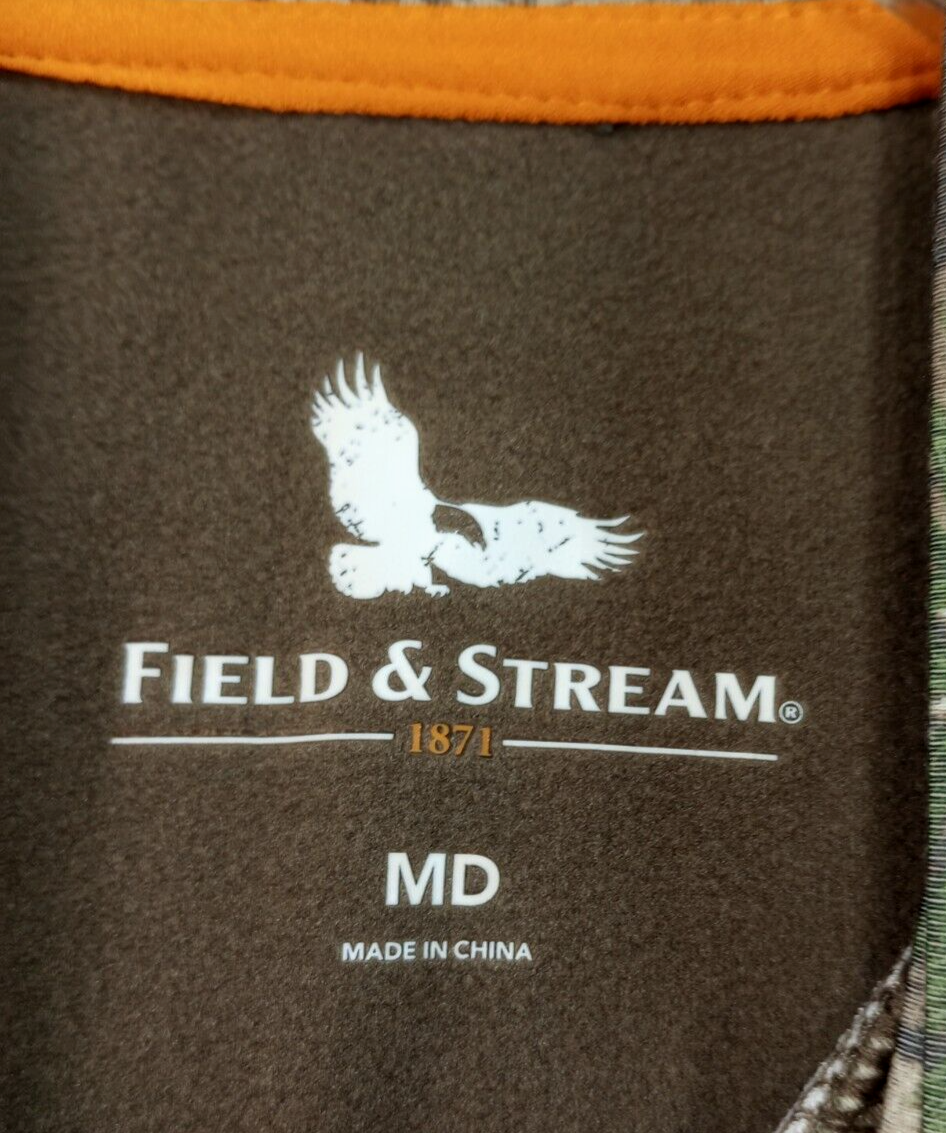 FIELD & STREAM®
1871
MD
MADE IN CHINA